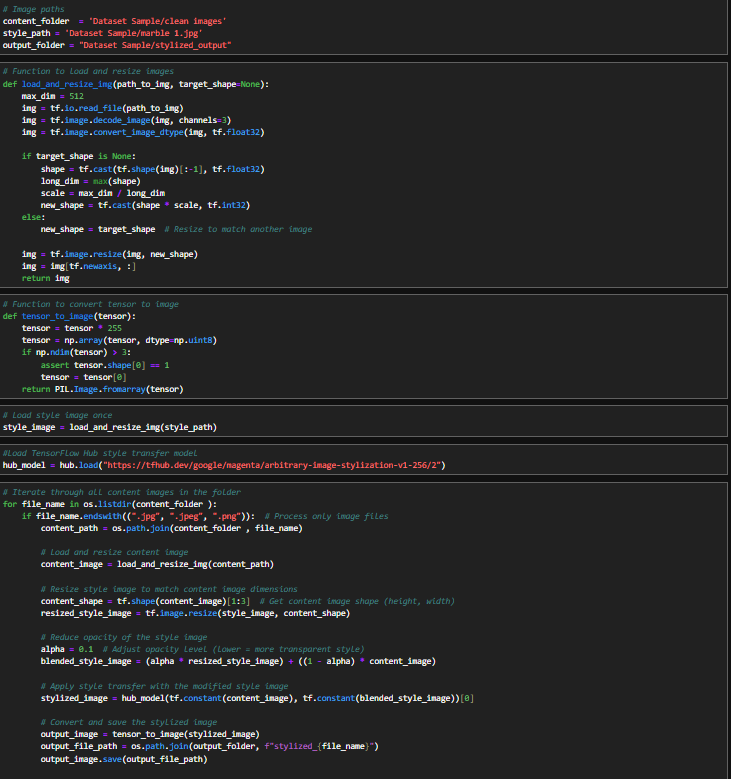 # Image paths
content_folder  = 'Dataset Sample/clean images'
style_path = 'Dataset Sample/marble 1.jpg'
output_folder = "Dataset Sample/stylized_output"
# Function to load and resize images
def load_and_resize_img(path_to_img, target_shape=None):
    max_dim = 512
    img = tf.io.read_file(path_to_img)
    img = tf.image.decode_image(img, channels=3)
    img = tf.image.convert_image_dtype(img, tf.float32)

    if target_shape is None:
        shape = tf.cast(tf.shape(img)[:-1], tf.float32)
        long_dim = max(shape)
        scale = max_dim / long_dim
        new_shape = tf.cast(shape * scale, tf.int32)
    else:
        new_shape = target_shape  # Resize to match another image

    img = tf.image.resize(img, new_shape)
    img = img[tf.newaxis, :]
    return img
# Function to convert tensor to image
def tensor_to_image(tensor):
    tensor = tensor * 255
    tensor = np.array(tensor, dtype=np.uint8)
    if np.ndim(tensor) > 3:
        assert tensor.shape[0] == 1
        tensor = tensor[0]
    return PIL.Image.fromarray(tensor)
# Load style image once
style_image = load_and_resize_img(style_path)
#Load TensorFlow Hub style transfer model
hub_model = hub.load("https://tfhub.dev/google/magenta/arbitrary-image-stylization-v1-256/2")
# Iterate through all content images in the folder
for file_name in os.listdir(content_folder ):
    if file_name.endswith((".jpg", ".jpeg", ".png")):  # Process only image files
        content_path = os.path.join(content_folder , file_name)

        # Load and resize content image
        content_image = load_and_resize_img(content_path)

        # Resize style image to match content image dimensions
        content_shape = tf.shape(content_image)[1:3]  # Get content image shape (height, width)
        resized_style_image = tf.image.resize(style_image, content_shape)

        # Reduce opacity of the style image
        alpha = 0.1  # Adjust opacity level (lower = more transparent style)
        blended_style_image = (alpha * resized_style_image) + ((1 - alpha) * content_image)

        # Apply style transfer with the modified style image
        stylized_image = hub_model(tf.constant(content_image), tf.constant(blended_style_image))[0]

        # Convert and save the stylized image
        output_image = tensor_to_image(stylized_image)
        output_file_path = os.path.join(output_folder, f"stylized_{file_name}")
        output_image.save(output_file_path)